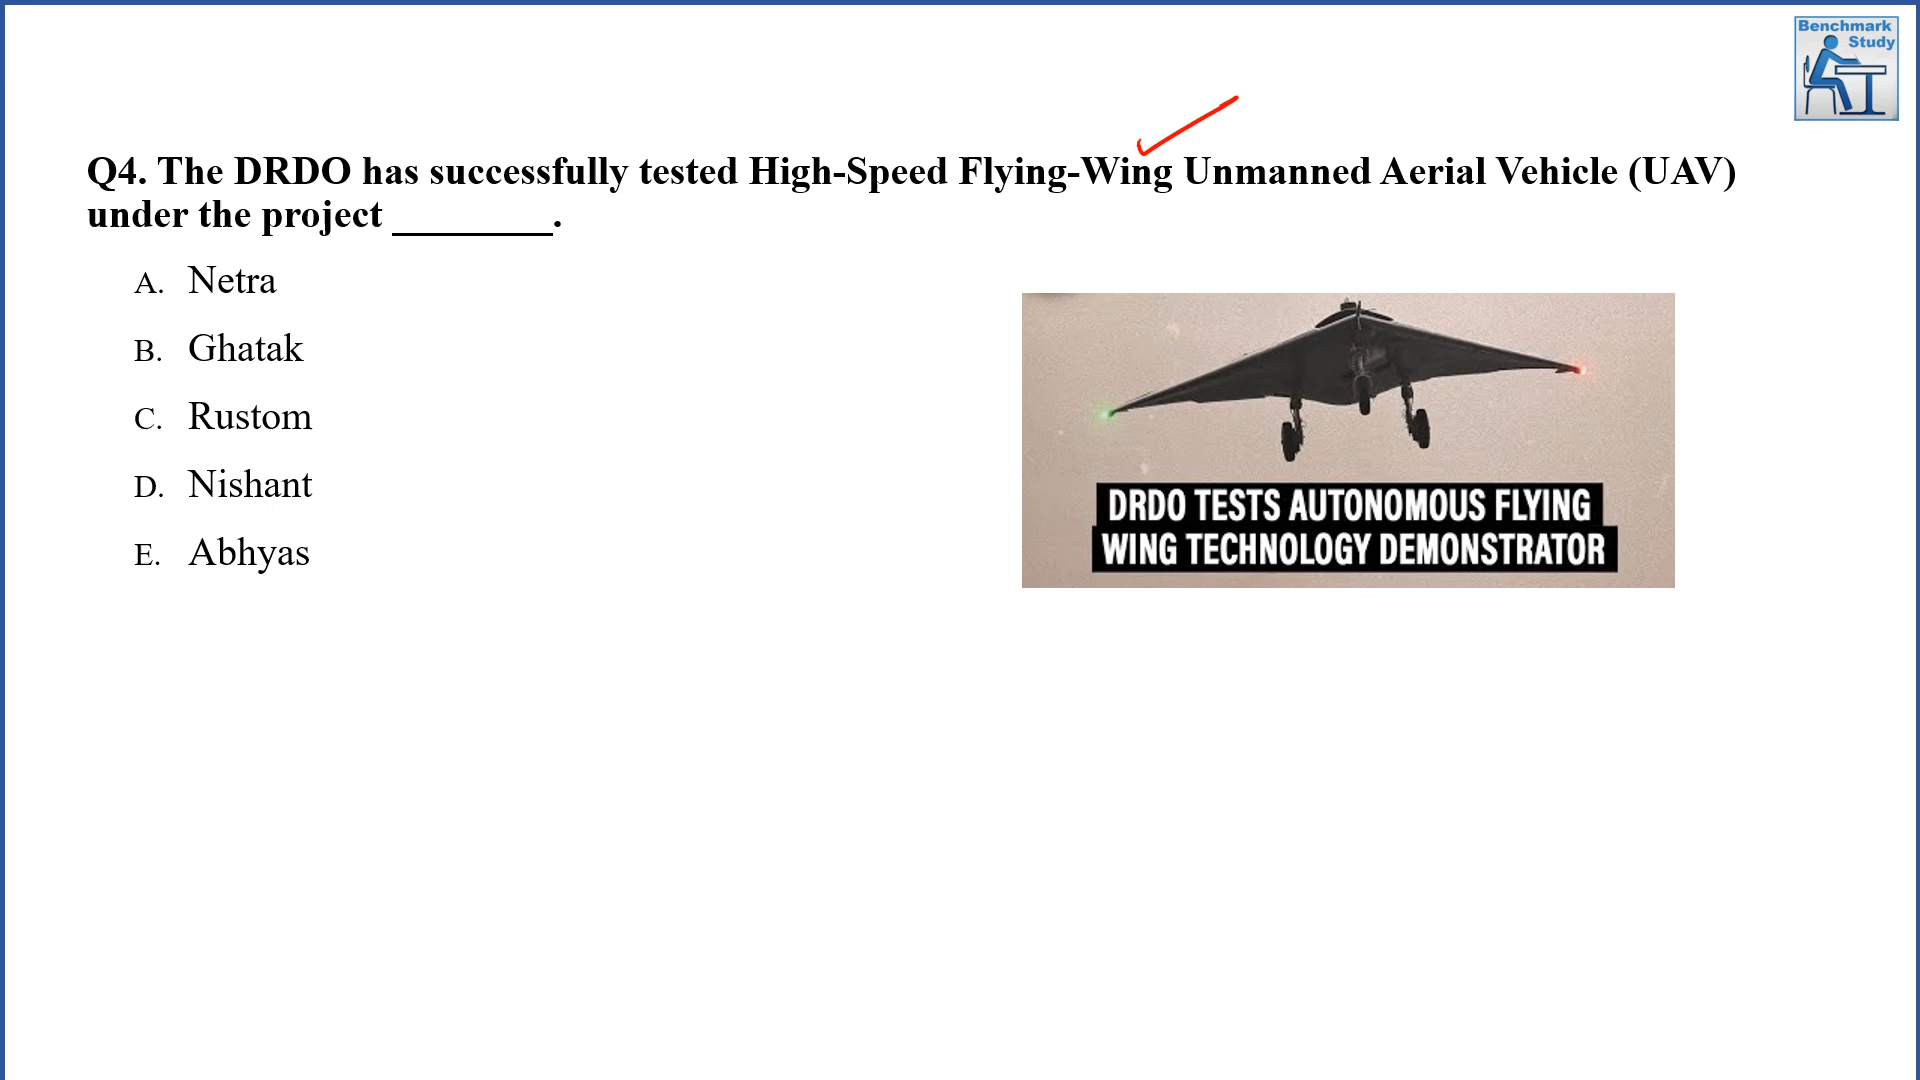 Benchmark
Study
Q4. The DRDO has successfully tested High-Speed Flying-Wing Unmanned Aerial Vehicle (UAV)
under the project ________.
A. Netra
B. Ghatak
C. Rustom
D. Nishant
E. Abhyas
DRDO TESTS AUTONOMOUS FLYING
WING TECHNOLOGY DEMONSTRATOR